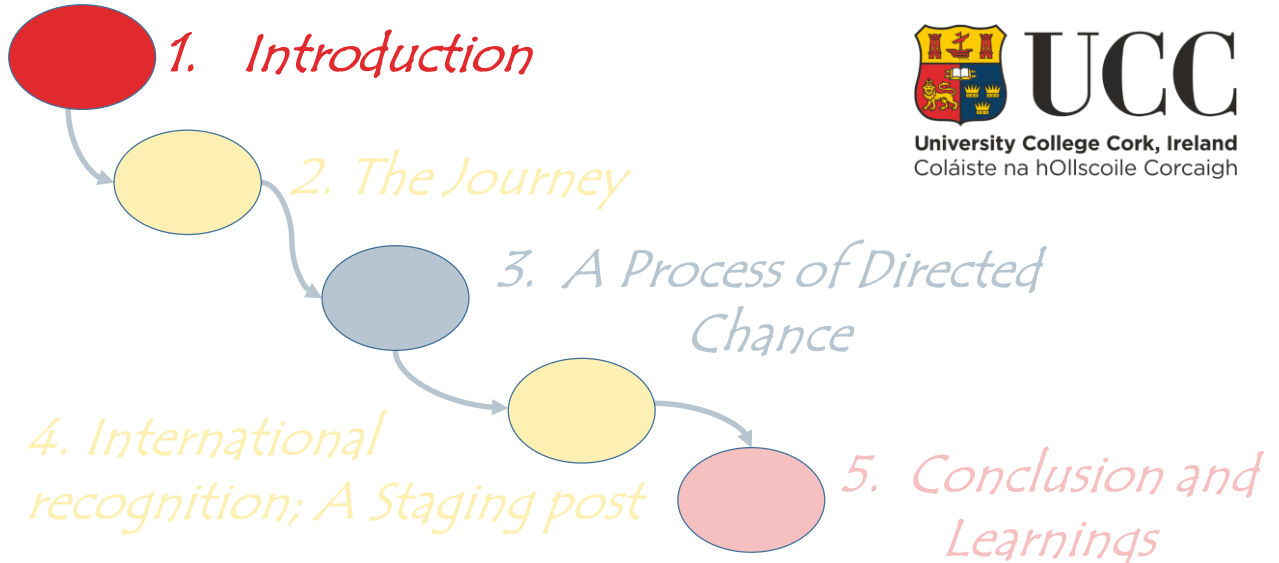 1. Introduction
UCC
University College Cork, Ireland
Coláiste na hOllscoile Corcaigh
2. The Journey
3. A Process of Directed
Chance
4. International
recognition; A Staging post
5. Conclusion and
Learnings